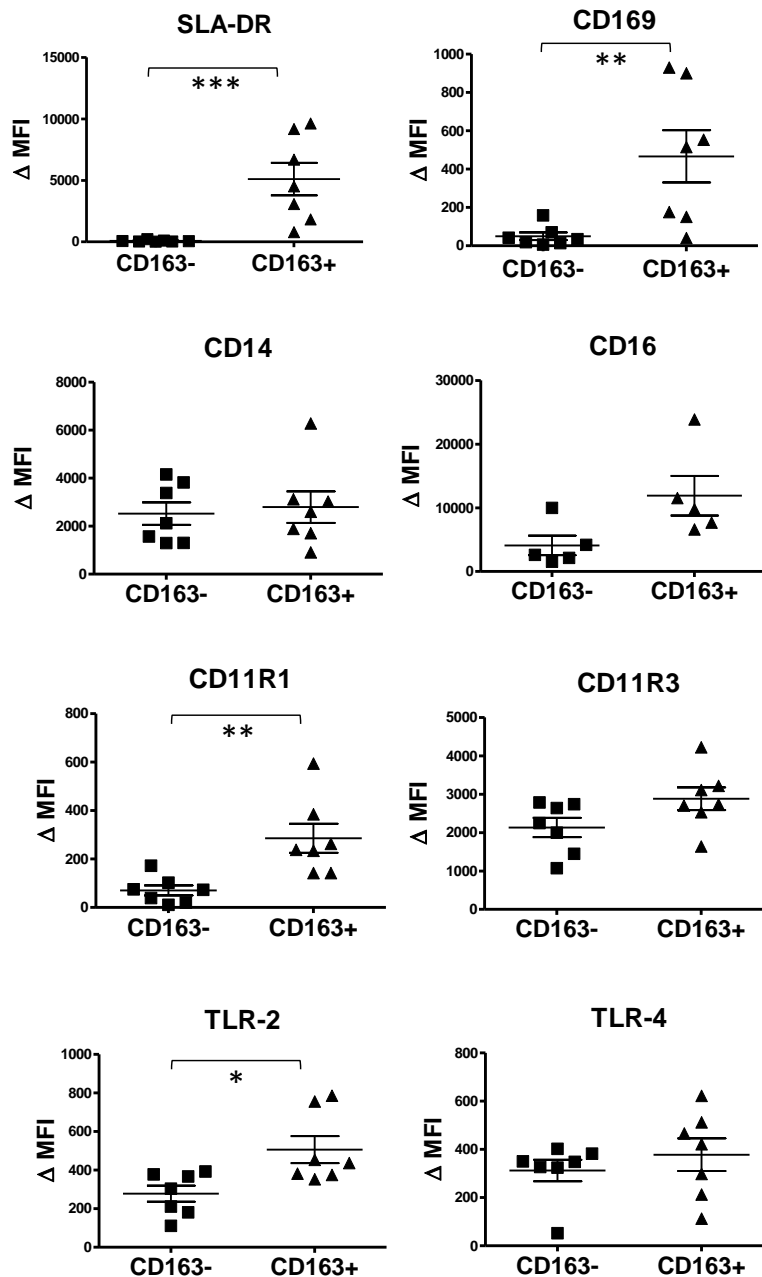 SLA-DR
***
Δ MFI
15000
10000
5000
0
CD163-
CD163+
CD169
**
Δ MFI
1000
800
600
400
200
0
CD163-
CD163+
CD14
Δ MFI
8000
6000
4000
2000
0
CD163-
CD163+
CD16
Δ MFI
30000
20000
10000
0
CD163-
CD163+
CD11R1
**
Δ MFI
800
600
400
200
0
CD163-
CD163+
CD11R3
Δ MFI
5000
4000
3000
2000
1000
0
CD163-
CD163+
TLR-2
*
Δ MFI
1000
800
600
400
200
0
CD163-
CD163+
TLR-4
Δ MFI
800
600
400
200
0
CD163-
CD163+